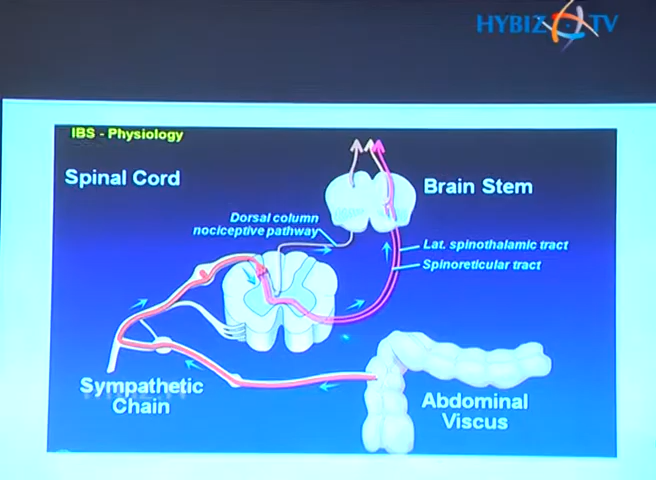 HYBIZ TV
IBS - Physiology
Spinal Cord
Brain Stem
Dorsal column
nociceptive pathway
Lat. spinothalamic tract
Spinoreticular tract
Sympathetic
Chain
Abdominal
Viscus